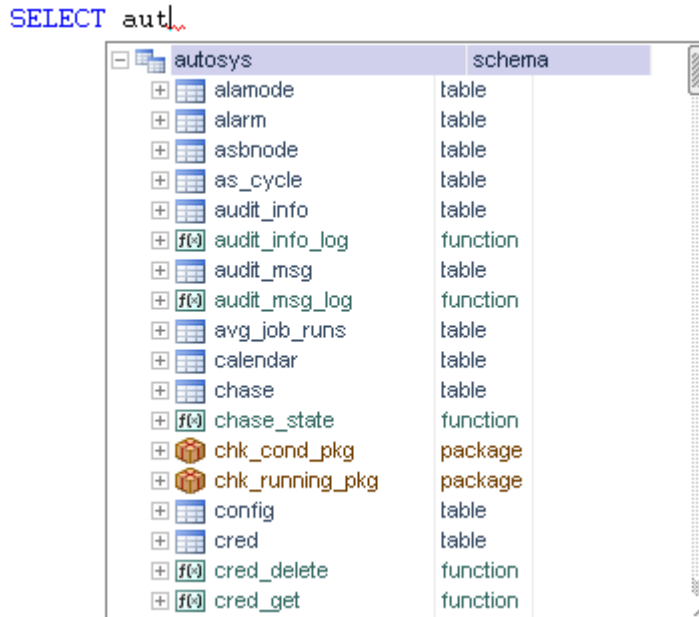 SELECT aut
autosys schema
alamode table
alarm table
asbnode table
as_cycle table
audit_info table
f(x) audit_info_log function
audit_msg table
f(x) audit_msg_log function
avg_job_runs table
calendar table
chase table
f(x) chase_state function
chk_cond_pkg package
chk_running_pkg package
config table
cred table
f(x) cred_delete function
f(x) cred_get function